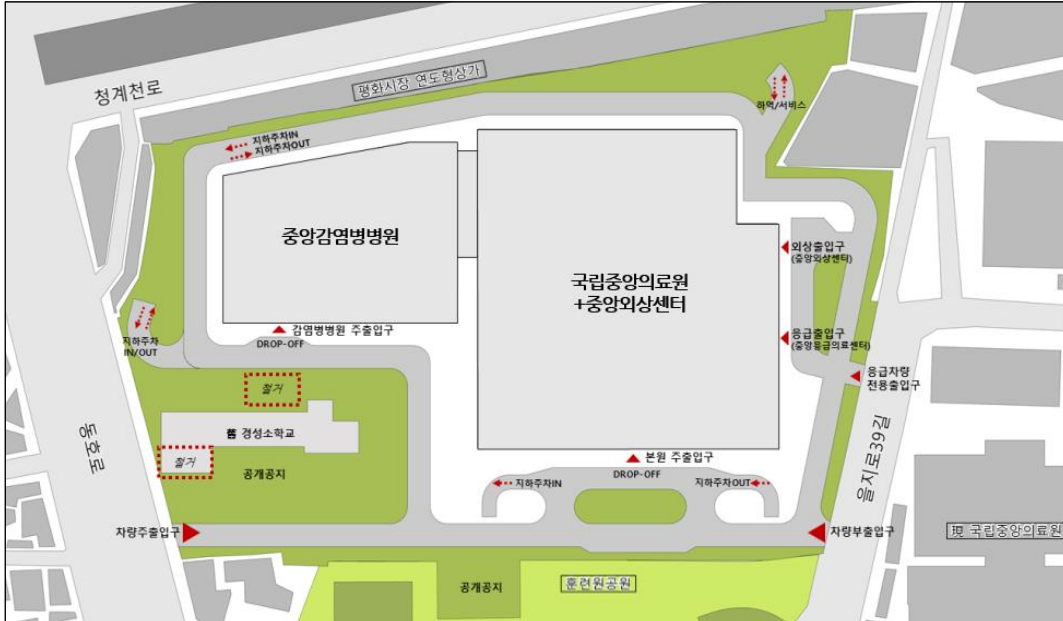 청계천로
평화시장 연도형상가
하역/서비스
지하주차IN
지하주차OUT
중앙감염병병원
국립중앙의료원
+중앙외상센터
외상출입구
(중앙외상센터)
지하주차
IN/OUT
감염병병원 주출입구
DROP-OFF
응급출입구
(중앙응급의료센터)
응급차량
전용출입구
철거
舊 경성소학교
철거
공개공지
동호로
을지로39길
본원 주출입구
DROP-OFF
지하주차IN
지하주차OUT
차량주출입구
차량부출입구
現 국립중앙의료원
공개공지
훈련원공원